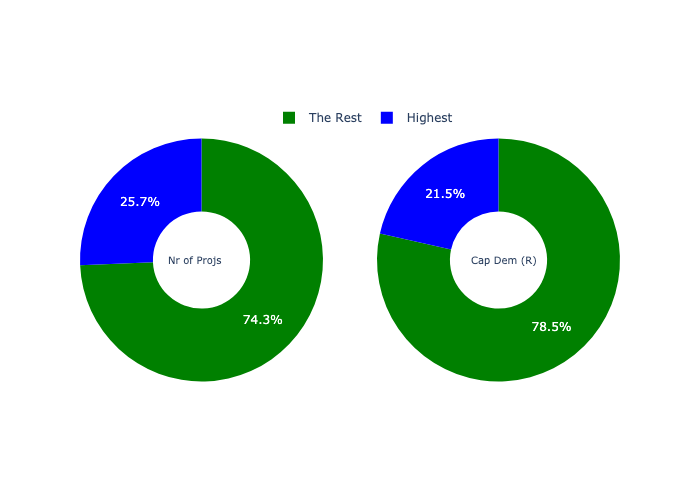 The Rest
Highest
25.7%
Nr of Projs
74.3%
21.5%
Cap Dem (R)
78.5%